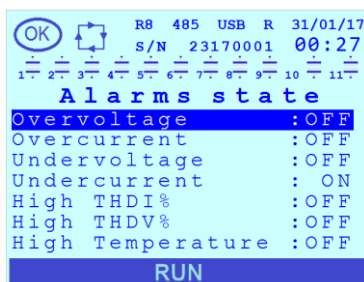 OK R8 485 USB R 31/01/17
S/N 23170001 00:27
1 2 3 4 5 6 7 8 9 10 11
Alarms state
Overvoltage :OFF
Overcurrent :OFF
Undervoltage :OFF
Undercurrent : ON
High THDI% :OFF
High THDV% :OFF
High Temperature :OFF
RUN